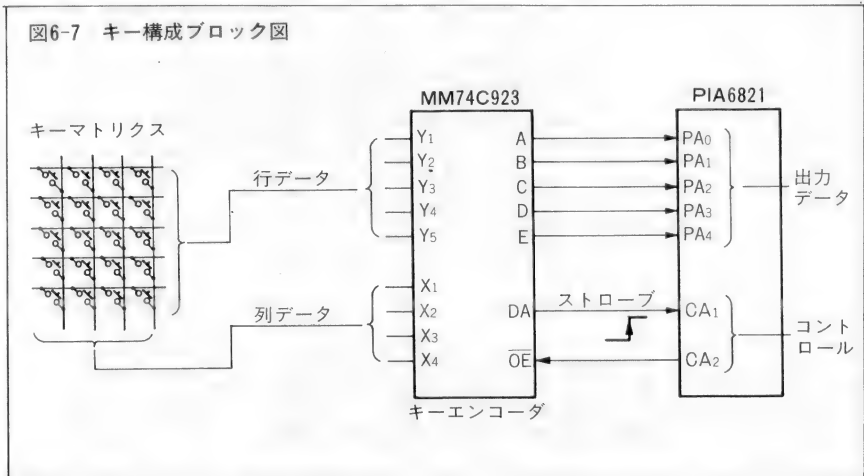 図6-7 キー構成ブロック図
キーマトリクス
行データ
列データ
MM74C923
Y1
Y2
Y3
Y4
Y5
X1
X2
X3
X4
A
B
C
D
E
DA
OE
キーエンコーダ
ストローブ
PIA6821
PA0
PA1
PA2
PA3
PA4
CA1
CA2
出力
データ
コント
ロール